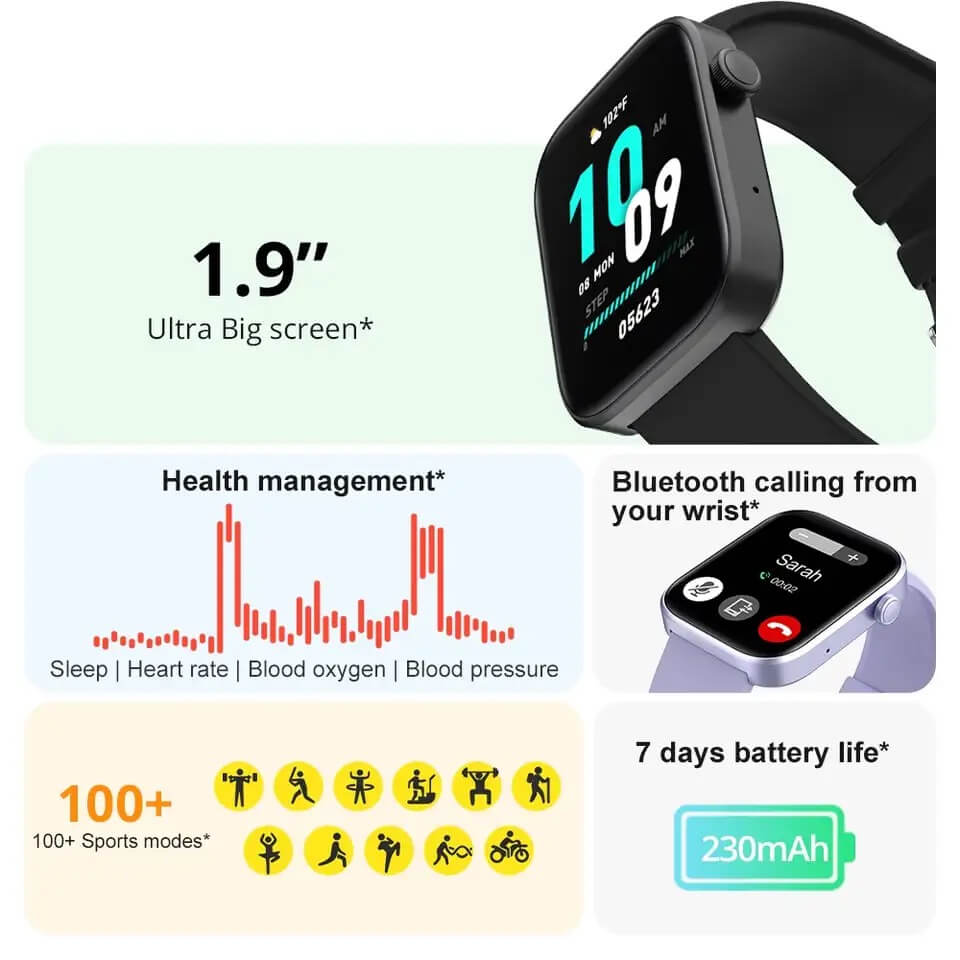 102°F
10 AM
09
08 MON
STEP
MAX
0
05623
1.9”
Ultra Big screen*
Health management*
Sleep | Heart rate | Blood oxygen | Blood pressure
Bluetooth calling from
your wrist*
− +
Sarah
00:02
100+
100+ Sports modes*
7 days battery life*
230mAh